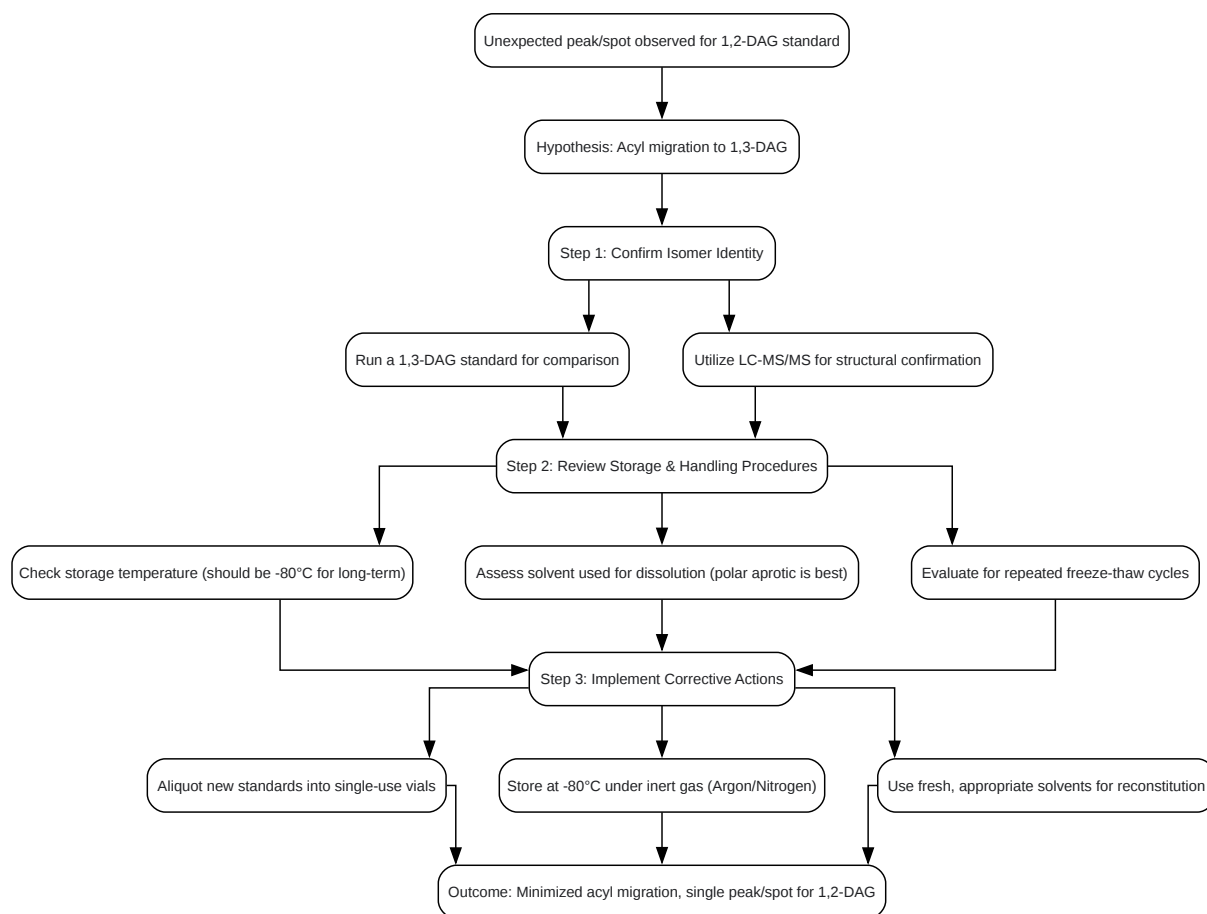 Unexpected peak/spot observed for 1,2-DAG standard
Hypothesis: Acyl migration to 1,3-DAG
Step 1: Confirm Isomer Identity
Run a 1,3-DAG standard for comparison
Utilize LC-MS/MS for structural confirmation
Step 2: Review Storage & Handling Procedures
Check storage temperature (should be -80°C for long-term)
Assess solvent used for dissolution (polar aprotic is best)
Evaluate for repeated freeze-thaw cycles
Step 3: Implement Corrective Actions
Aliquot new standards into single-use vials
Store at -80°C under inert gas (Argon/Nitrogen)
Use fresh, appropriate solvents for reconstitution
Outcome: Minimized acyl migration, single peak/spot for 1,2-DAG